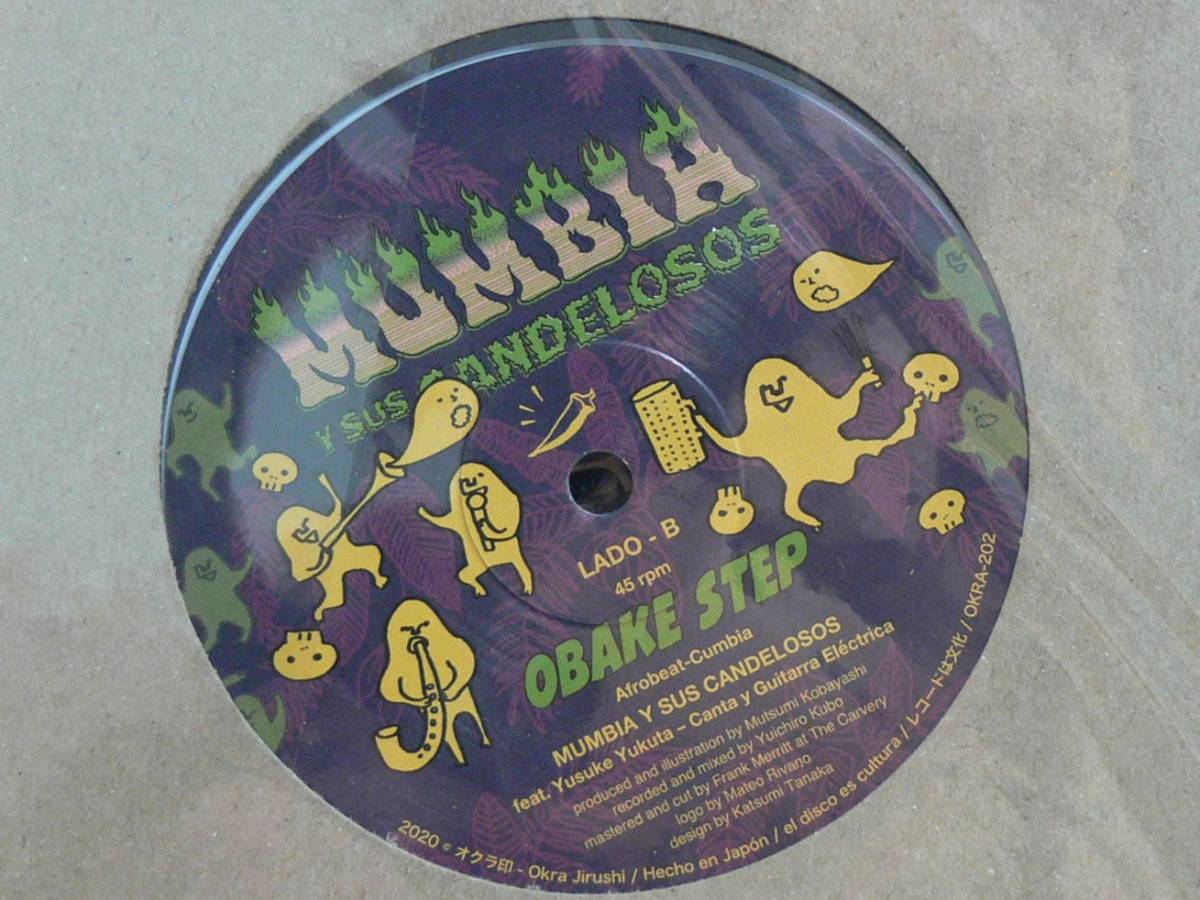 MUMBIA
Y SUS CANDELOSOS
LADO - B
45 rpm
OBAKE STEP
Afrobeat-Cumbia
MUMBIA Y SUS CANDELOSOS
feat. Yusuke Yukuta – Canta y Guitarra Eléctrica
produced and illustration by Mutsumi Kobayashi
recorded and mixed by Yuichiro Kubo
mastered and cut by Frank Merritt at The Carvery
logo by Mateo Rivano
design by Katsumi Tanaka
2020 © オクラ印 - Okra Jirushi / Hecho en Japón / el disco es cultura / レコードは文化 / OKRA-202